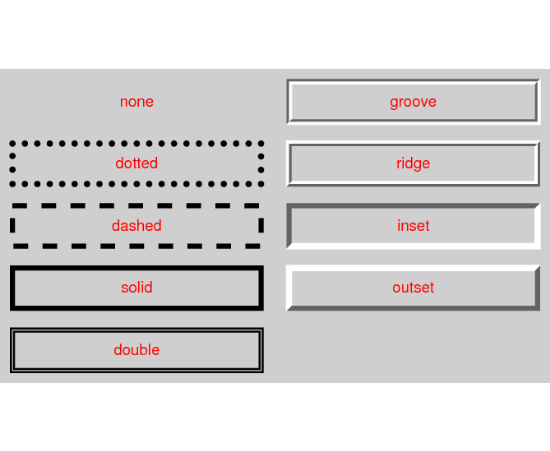 none
dotted
dashed
solid
double
groove
ridge
inset
outset